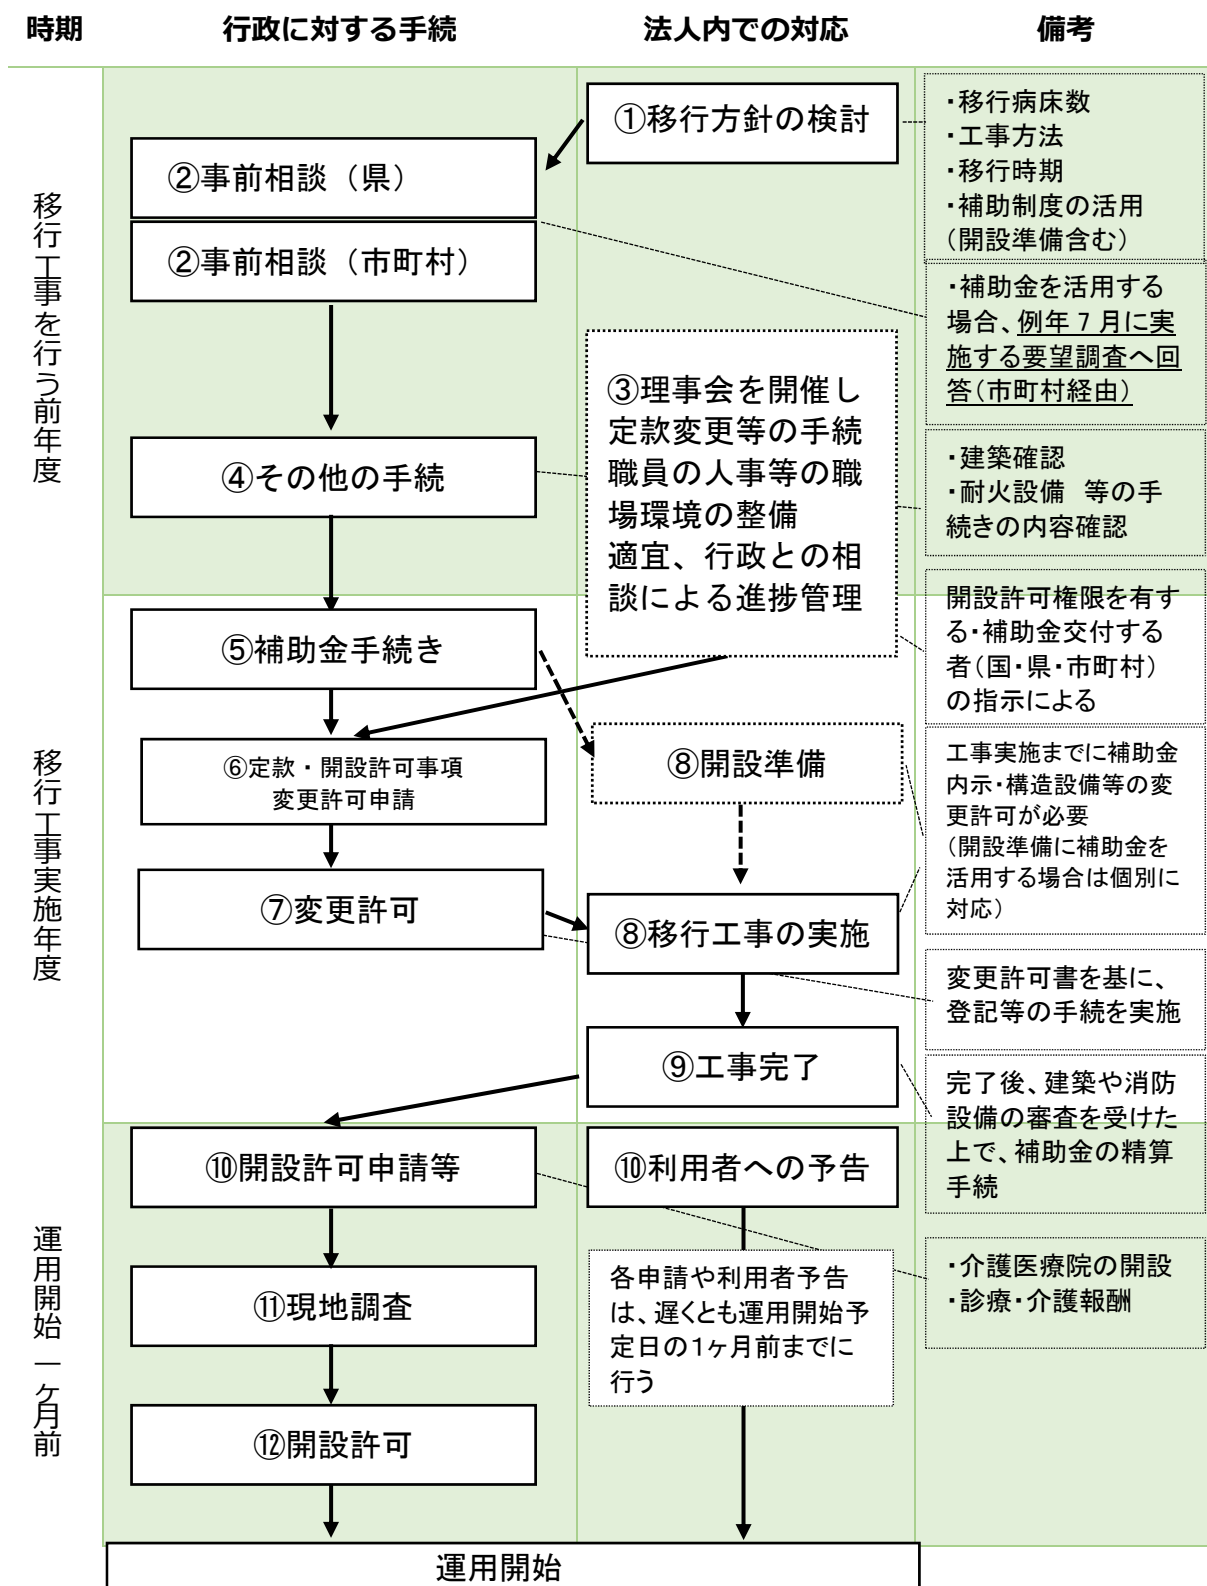 時期
行政に対する手続
法人内での対応
備考
移行工事を行う前年度
①移行方針の検討
・移行病床数
・工事方法
・移行時期
・補助制度の活用
（開設準備含む）
②事前相談（県）
②事前相談（市町村）
・補助金を活用する
場合、例年７月に実
施する要望調査へ回
答（市町村経由）
③理事会を開催し
定款変更等の手続
職員の人事等の職
場環境の整備
適宜、行政との相
談による進捗管理
④その他の手続
・建築確認
・耐火設備　等の手
続きの内容確認
移行工事実施年度
⑤補助金手続き
開設許可権限を有す
る・補助金交付する
者（国・県・市町村）
の指示による
⑥定款・開設許可事項
変更許可申請
⑧開設準備
工事実施までに補助金
内示・構造設備等の変
更許可が必要
（開設準備に補助金を
活用する場合は個別に
対応）
⑦変更許可
⑧移行工事の実施
変更許可書を基に、
登記等の手続を実施
⑨工事完了
完了後、建築や消防
設備の審査を受けた
上で、補助金の精算
手続
運用開始一ヶ月前
⑩開設許可申請等
⑩利用者への予告
各申請や利用者予告
は、遅くとも運用開始予
定日の１ヶ月前までに
行う
・介護医療院の開設
・診療・介護報酬
⑪現地調査
⑫開設許可
運用開始